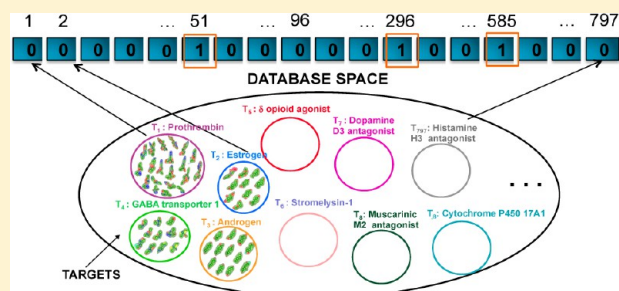 1 2 ... 51 ... 96 ... 296 ... 585 ... 797
0 0 0 0 0 1 0 0 0 0 0 1 0 0 1 0 0 0
DATABASE SPACE
T₅: δ opioid agonist
T₁: Prothrombin
T₇: Dopamine
D3 antagonist
T₇₉₇: Histamine
H3 antagonist
T₂: Estrogen
...
T₄: GABA transporter 1
T₃: Androgen
T₆: Stromelysin-1
T₈: Muscarinic
M2 antagonist
T₉: Cytochrome P450 17A1
TARGETS